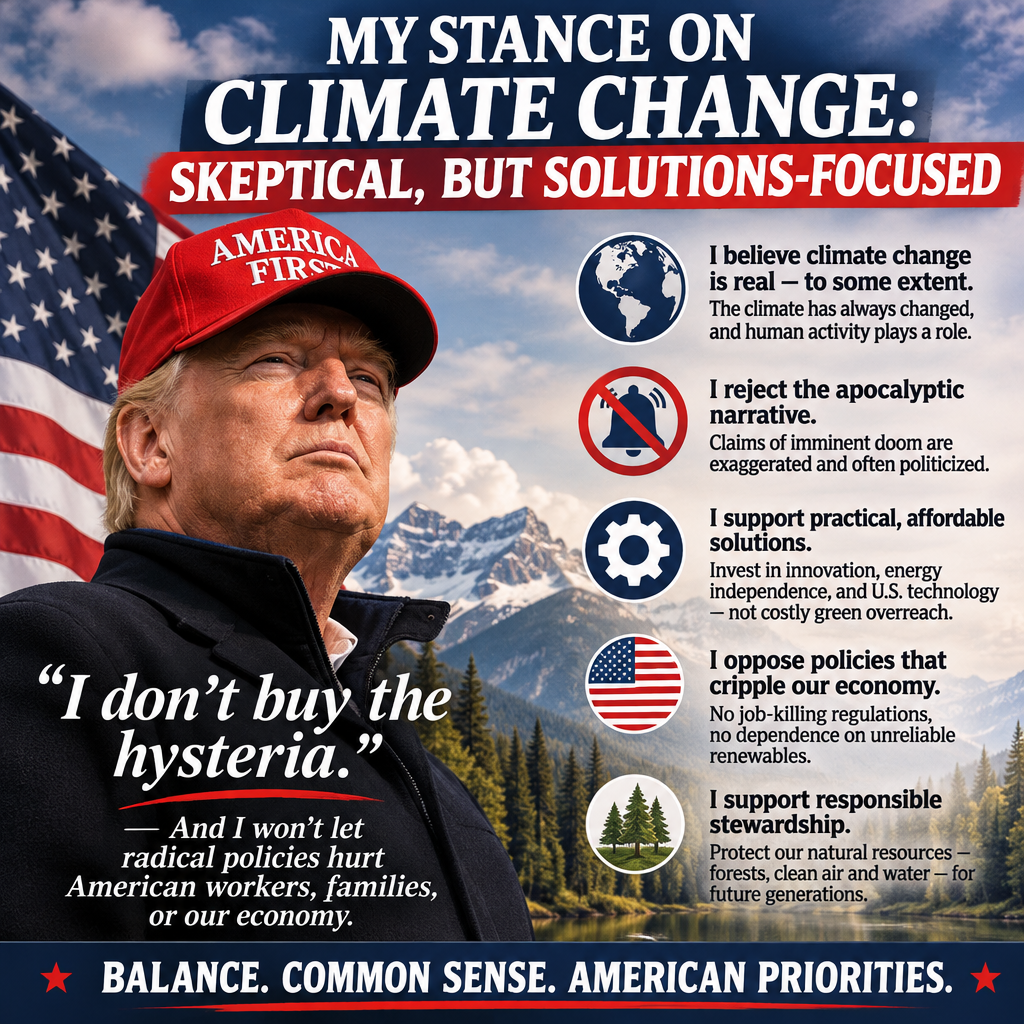 MY STANCE ON
CLIMATE CHANGE:
SKEPTICAL, BUT SOLUTIONS-FOCUSED
AMERICA
FIRST
I believe climate change
is real – to some extent.
The climate has always changed,
and human activity plays a role.
I reject the apocalyptic
narrative.
Claims of imminent doom are
exaggerated and often politicized.
I support practical, affordable
solutions.
Invest in innovation, energy
independence, and U.S. technology
– not costly green overreach.
I oppose policies that
cripple our economy.
No job-killing regulations,
no dependence on unreliable
renewables.
I support responsible
stewardship.
Protect our natural resources –
forests, clean air and water – for
future generations.
“I don’t buy the
hysteria.”
— And I won’t let
radical policies hurt
American workers, families,
or our economy.
BALANCE. COMMON SENSE. AMERICAN PRIORITIES.